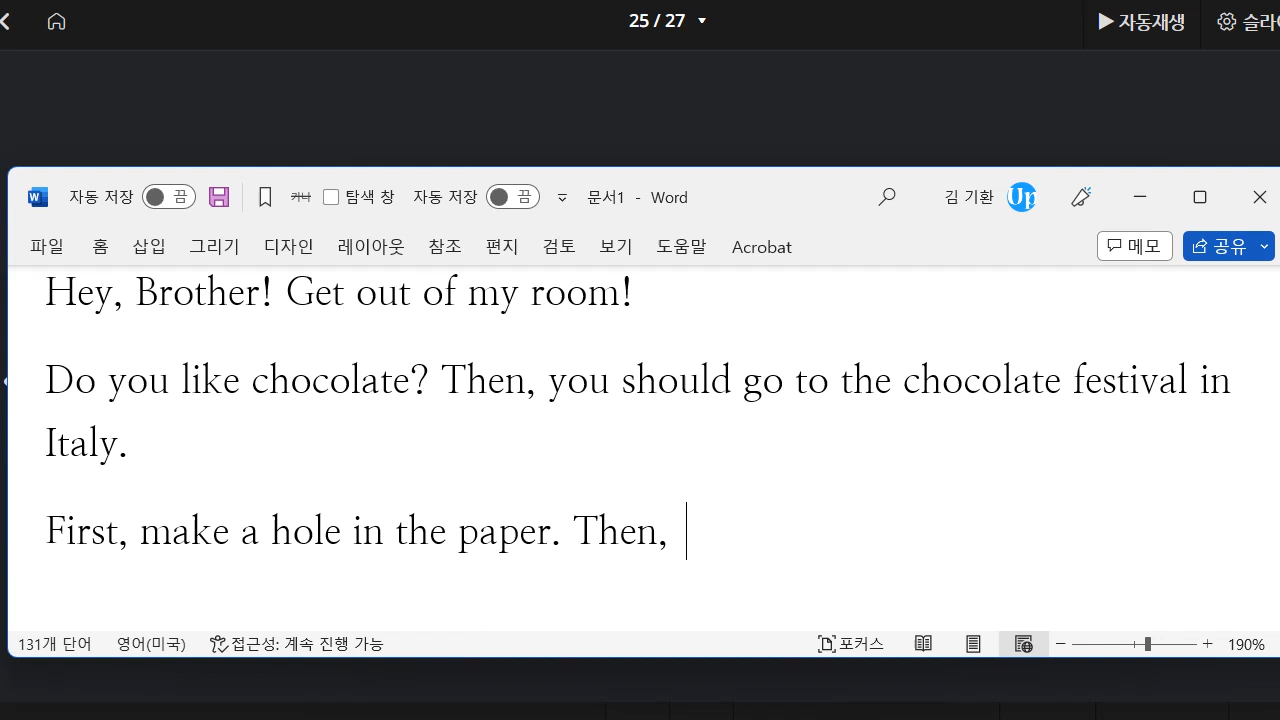 25 / 27
자동재생
자동 저장 끔 가나 탐색 창 자동 저장 끔 문서1 - Word 김 기환 Up
파일 홈 삽입 그리기 디자인 레이아웃 참조 편지 검토 보기 도움말 Acrobat 메모 공유
Hey, Brother! Get out of my room!
Do you like chocolate? Then, you should go to the chocolate festival in
Italy.
First, make a hole in the paper. Then,
131개 단어 영어(미국) 접근성: 계속 진행 가능 포커스 190%